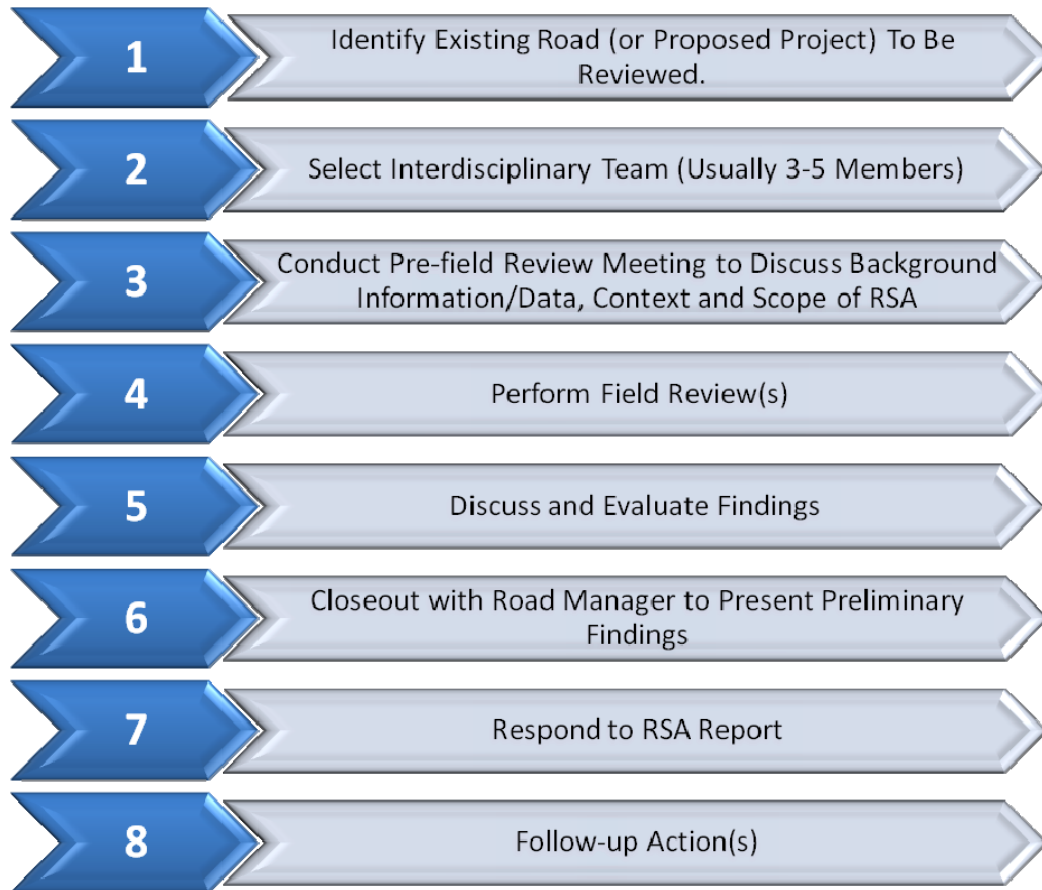 1
Identify Existing Road (or Proposed Project) To Be
Reviewed.
2
Select Interdisciplinary Team (Usually 3-5 Members)
3
Conduct Pre-field Review Meeting to Discuss Background
Information/Data, Context and Scope of RSA
4
Perform Field Review(s)
5
Discuss and Evaluate Findings
6
Closeout with Road Manager to Present Preliminary
Findings
7
Respond to RSA Report
8
Follow-up Action(s)